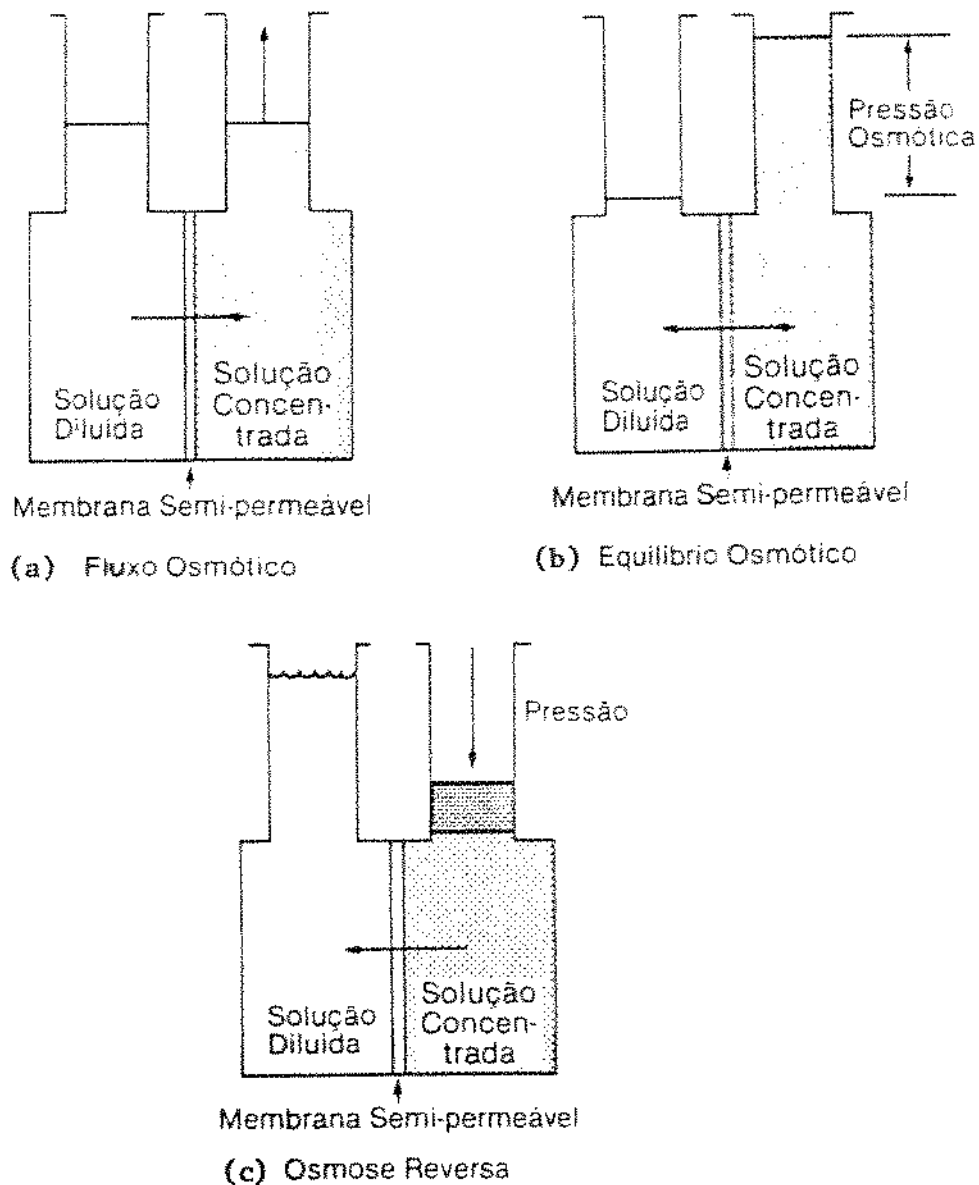 Pressão
Osmótica
Solução
Diluída
Solução
Concen-
trada
Membrana Semi-permeável
(a) Fluxo Osmótico
Solução
Diluída
Solução
Concen-
trada
Membrana Semi-permeável
(b) Equilíbrio Osmótico
Pressão
Solução
Diluída
Solução
Concen-
trada
Membrana Semi-permeável
(c) Osmose Reversa